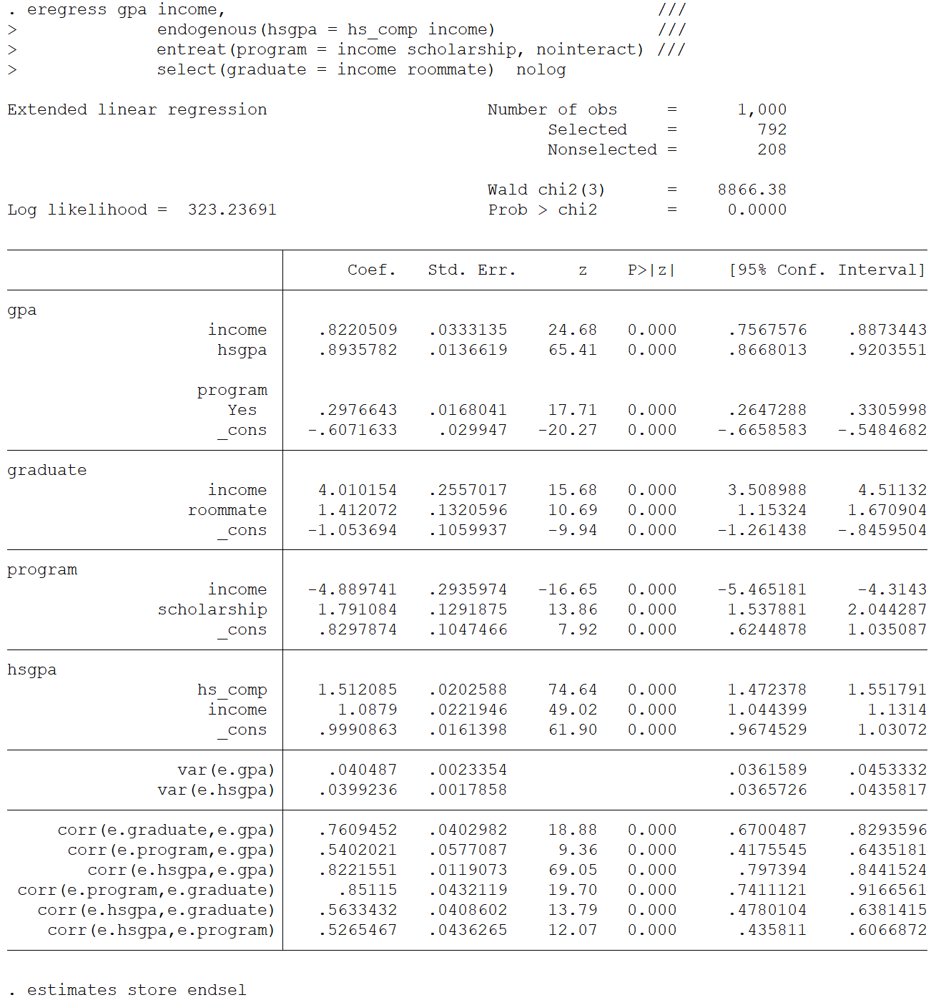 . eregress gpa income,                                           ///
>              endogenous(hsgpa = hs_comp income)                ///
>              entreat(program = income scholarship, nointeract) ///
>              select(graduate = income roommate)  nolog
Extended linear regression                      Number of obs     =      1,000
                                                      Selected    =        792
                                                      Nonselected =        208
                                                Wald chi2(3)      =    8866.38
Log likelihood =  323.23691                     Prob > chi2       =     0.0000
Coef.   Std. Err.      z    P>|z|     [95% Conf. Interval]
gpa
income   .8220509   .0333135    24.68   0.000     .7567576    .8873443
hsgpa   .8935782   .0136619    65.41   0.000     .8668013    .9203551
program
Yes   .2976643   .0168041    17.71   0.000     .2647288    .3305998
_cons  -.6071633    .029947   -20.27   0.000    -.6658583   -.5484682
graduate
income   4.010154   .2557017    15.68   0.000     3.508988     4.51132
roommate   1.412072   .1320596    10.69   0.000      1.15324    1.670904
_cons  -1.053694   .1059937    -9.94   0.000    -1.261438   -.8459504
program
income  -4.889741   .2935974   -16.65   0.000    -5.465181     -4.3143
scholarship   1.791084   .1291875    13.86   0.000     1.537881    2.044287
_cons   .8297874   .1047466     7.92   0.000     .6244878    1.035087
hsgpa
hs_comp   1.512085   .0202588    74.64   0.000     1.472378    1.551791
income     1.0879   .0221946    49.02   0.000     1.044399      1.1314
_cons   .9990863   .0161398    61.90   0.000     .9674529     1.03072
var(e.gpa)    .040487   .0023354                      .0361589    .0453332
var(e.hsgpa)   .0399236   .0017858                      .0365726    .0435817
corr(e.graduate,e.gpa)   .7609452   .0402982    18.88   0.000     .6700487    .8293596
corr(e.program,e.gpa)   .5402021   .0577087     9.36   0.000     .4175545    .6435181
corr(e.hsgpa,e.gpa)   .8221551   .0119073    69.05   0.000      .797394    .8441524
corr(e.program,e.graduate)     .85115   .0432119    19.70   0.000     .7411121    .9166561
corr(e.hsgpa,e.graduate)   .5633432   .0408602    13.79   0.000     .4780104    .6381415
corr(e.hsgpa,e.program)   .5265467   .0436265    12.07   0.000      .435811    .6066872
. estimates store endsel